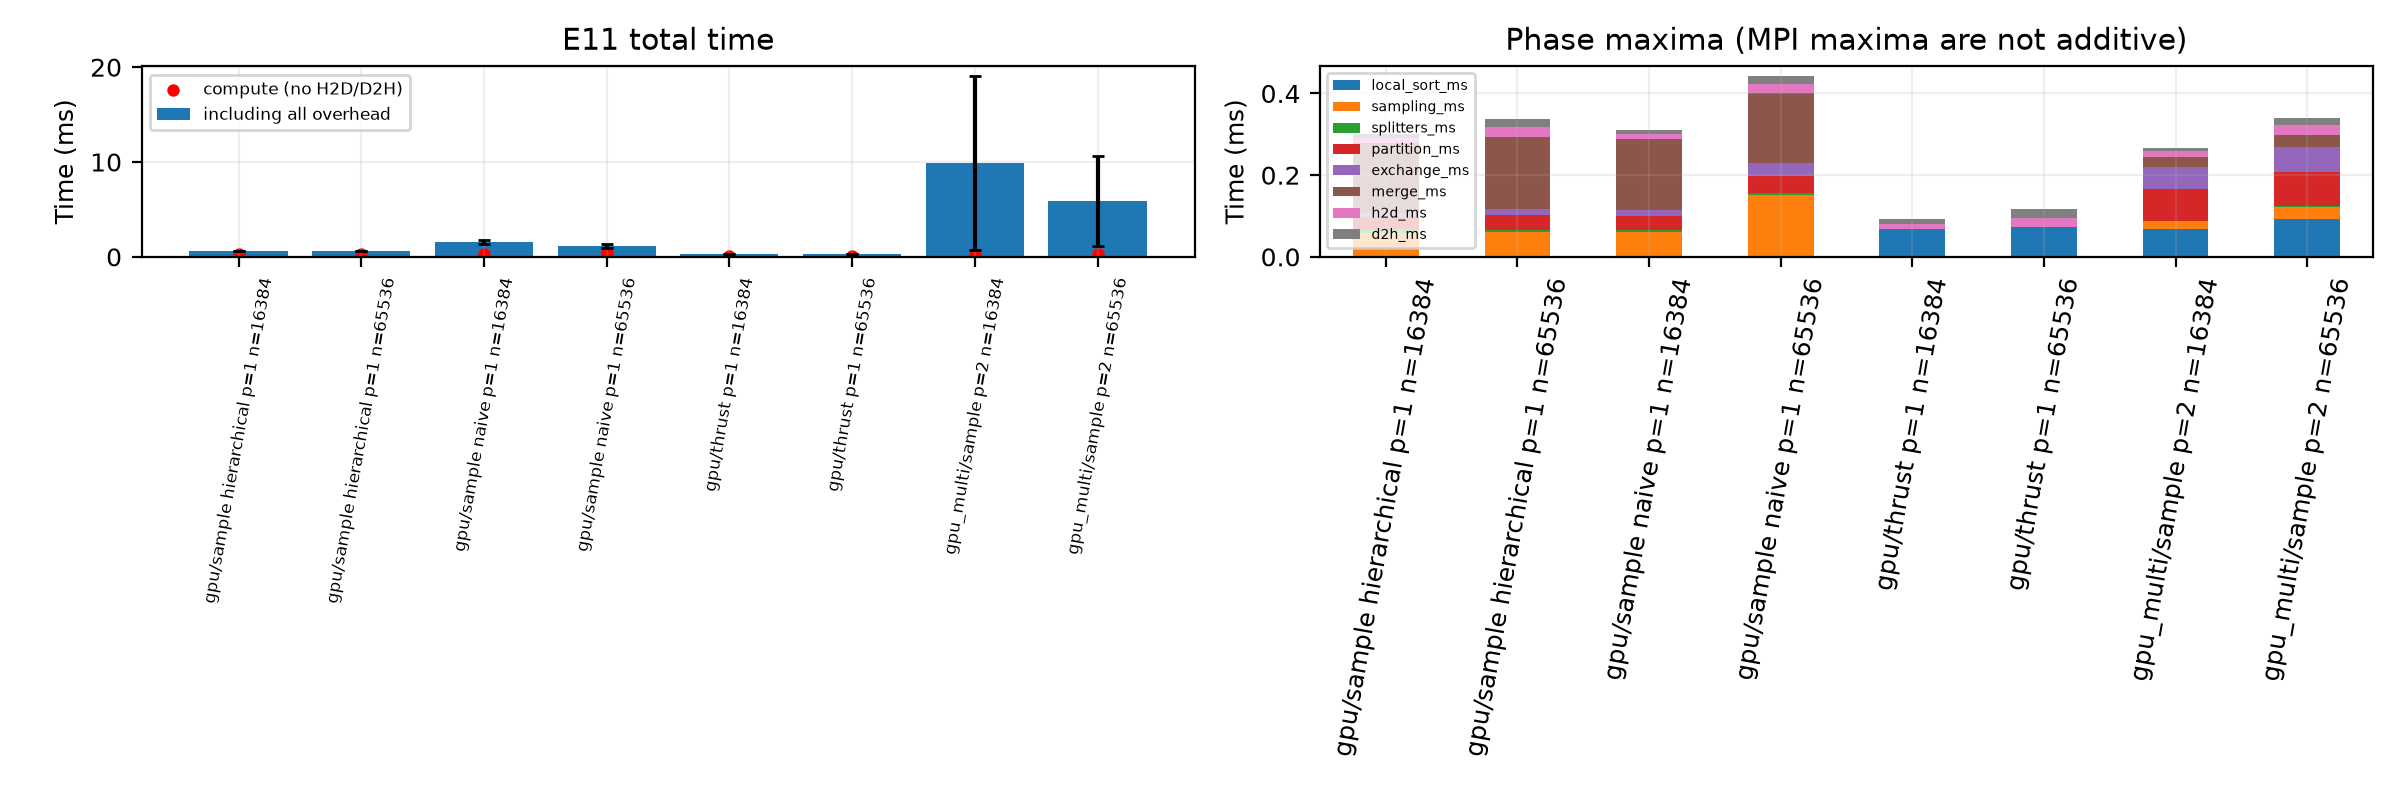 E11 total time
20
10
0
Time (ms)
compute (no H2D/D2H)
including all overhead
gpu/sample hierarchical p=1 n=16384
gpu/sample hierarchical p=1 n=65536
gpu/sample naive p=1 n=16384
gpu/sample naive p=1 n=65536
gpu/thrust p=1 n=16384
gpu/thrust p=1 n=65536
gpu_multi/sample p=2 n=16384
gpu_multi/sample p=2 n=65536
Phase maxima (MPI maxima are not additive)
0.4
0.2
0.0
Time (ms)
local_sort_ms
sampling_ms
splitters_ms
partition_ms
exchange_ms
merge_ms
h2d_ms
d2h_ms
gpu/sample hierarchical p=1 n=16384
gpu/sample hierarchical p=1 n=65536
gpu/sample naive p=1 n=16384
gpu/sample naive p=1 n=65536
gpu/thrust p=1 n=16384
gpu/thrust p=1 n=65536
gpu_multi/sample p=2 n=16384
gpu_multi/sample p=2 n=65536